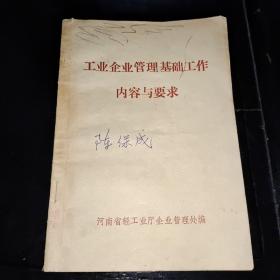 工业企业管理基础工作
内容与要求
陈保成
河南省轻工业厅企业管理处编